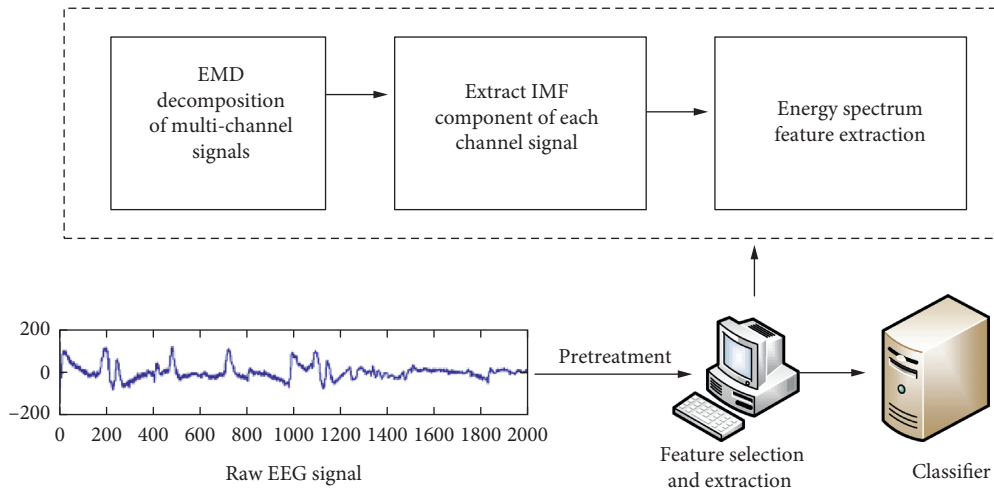 EMD
decomposition
of multi-channel
signals
Extract IMF
component of each
channel signal
Energy spectrum
feature extraction
200
0
−200
0 200 400 600 800 1000 1200 1400 1600 1800 2000
Raw EEG signal
Pretreatment
Feature selection
and extraction
Classifier